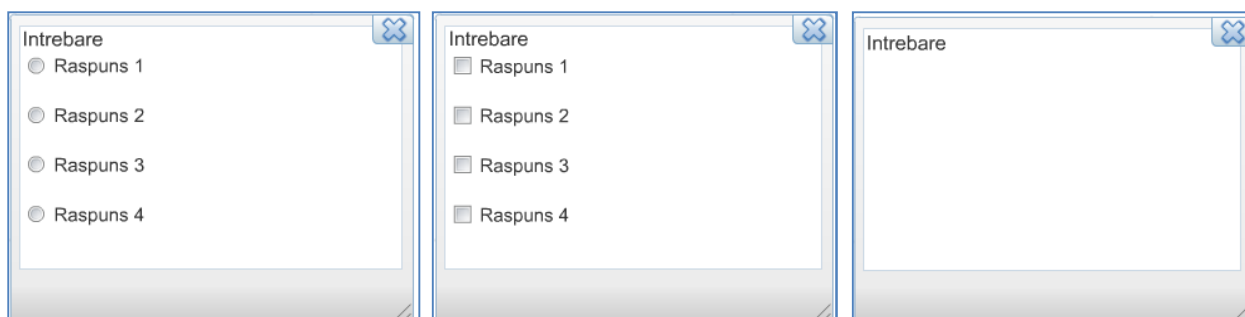 Intrebare
Raspuns 1
Raspuns 2
Raspuns 3
Raspuns 4
Intrebare
Raspuns 1
Raspuns 2
Raspuns 3
Raspuns 4
Intrebare